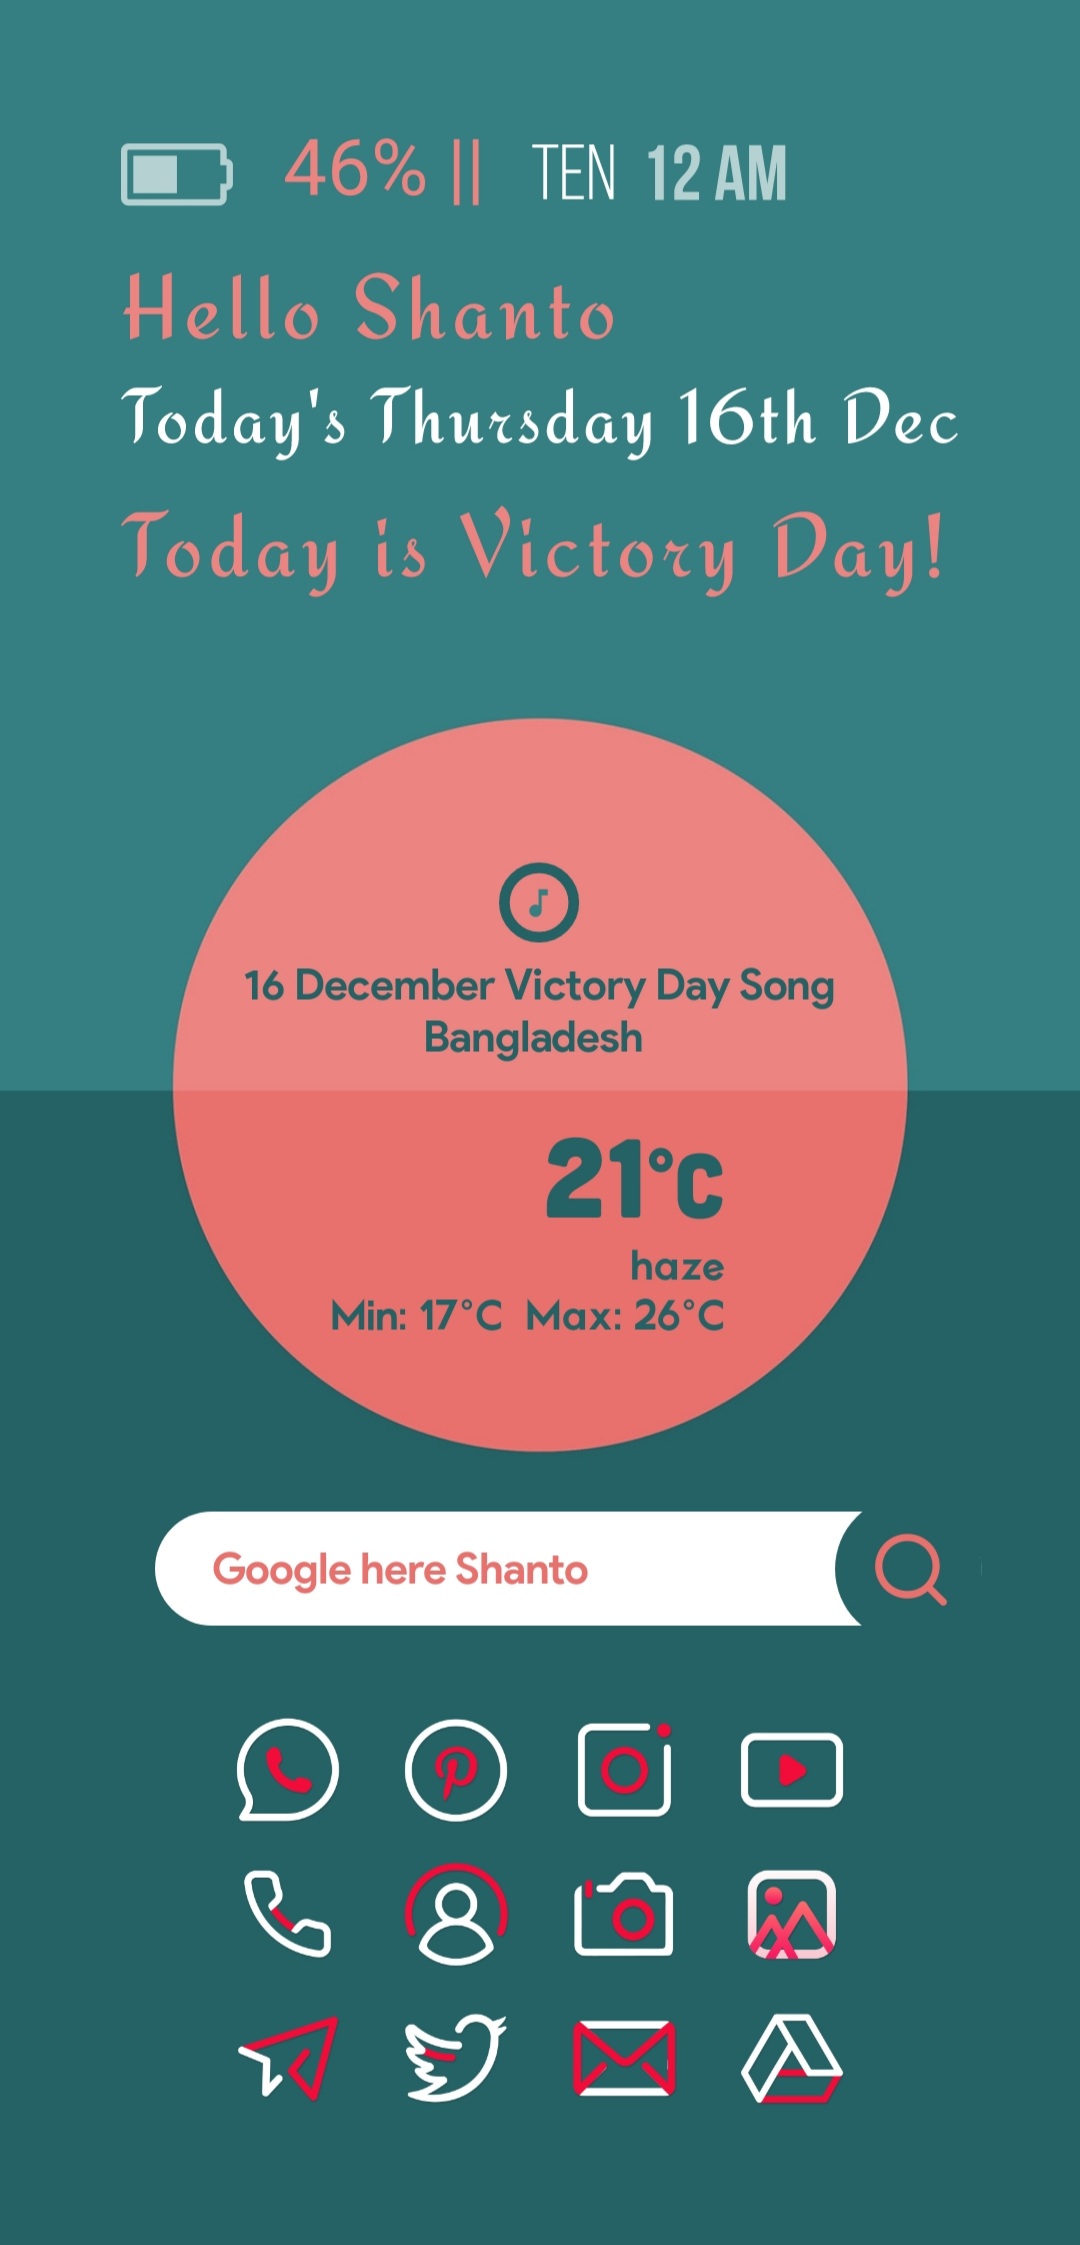 46% || TEN 12 AM
Hello Shanto
Today's Thursday 16th Dec
Today is Victory Day!
16 December Victory Day Song
Bangladesh
21°c
haze
Min: 17°C Max: 26°C
Google here Shanto